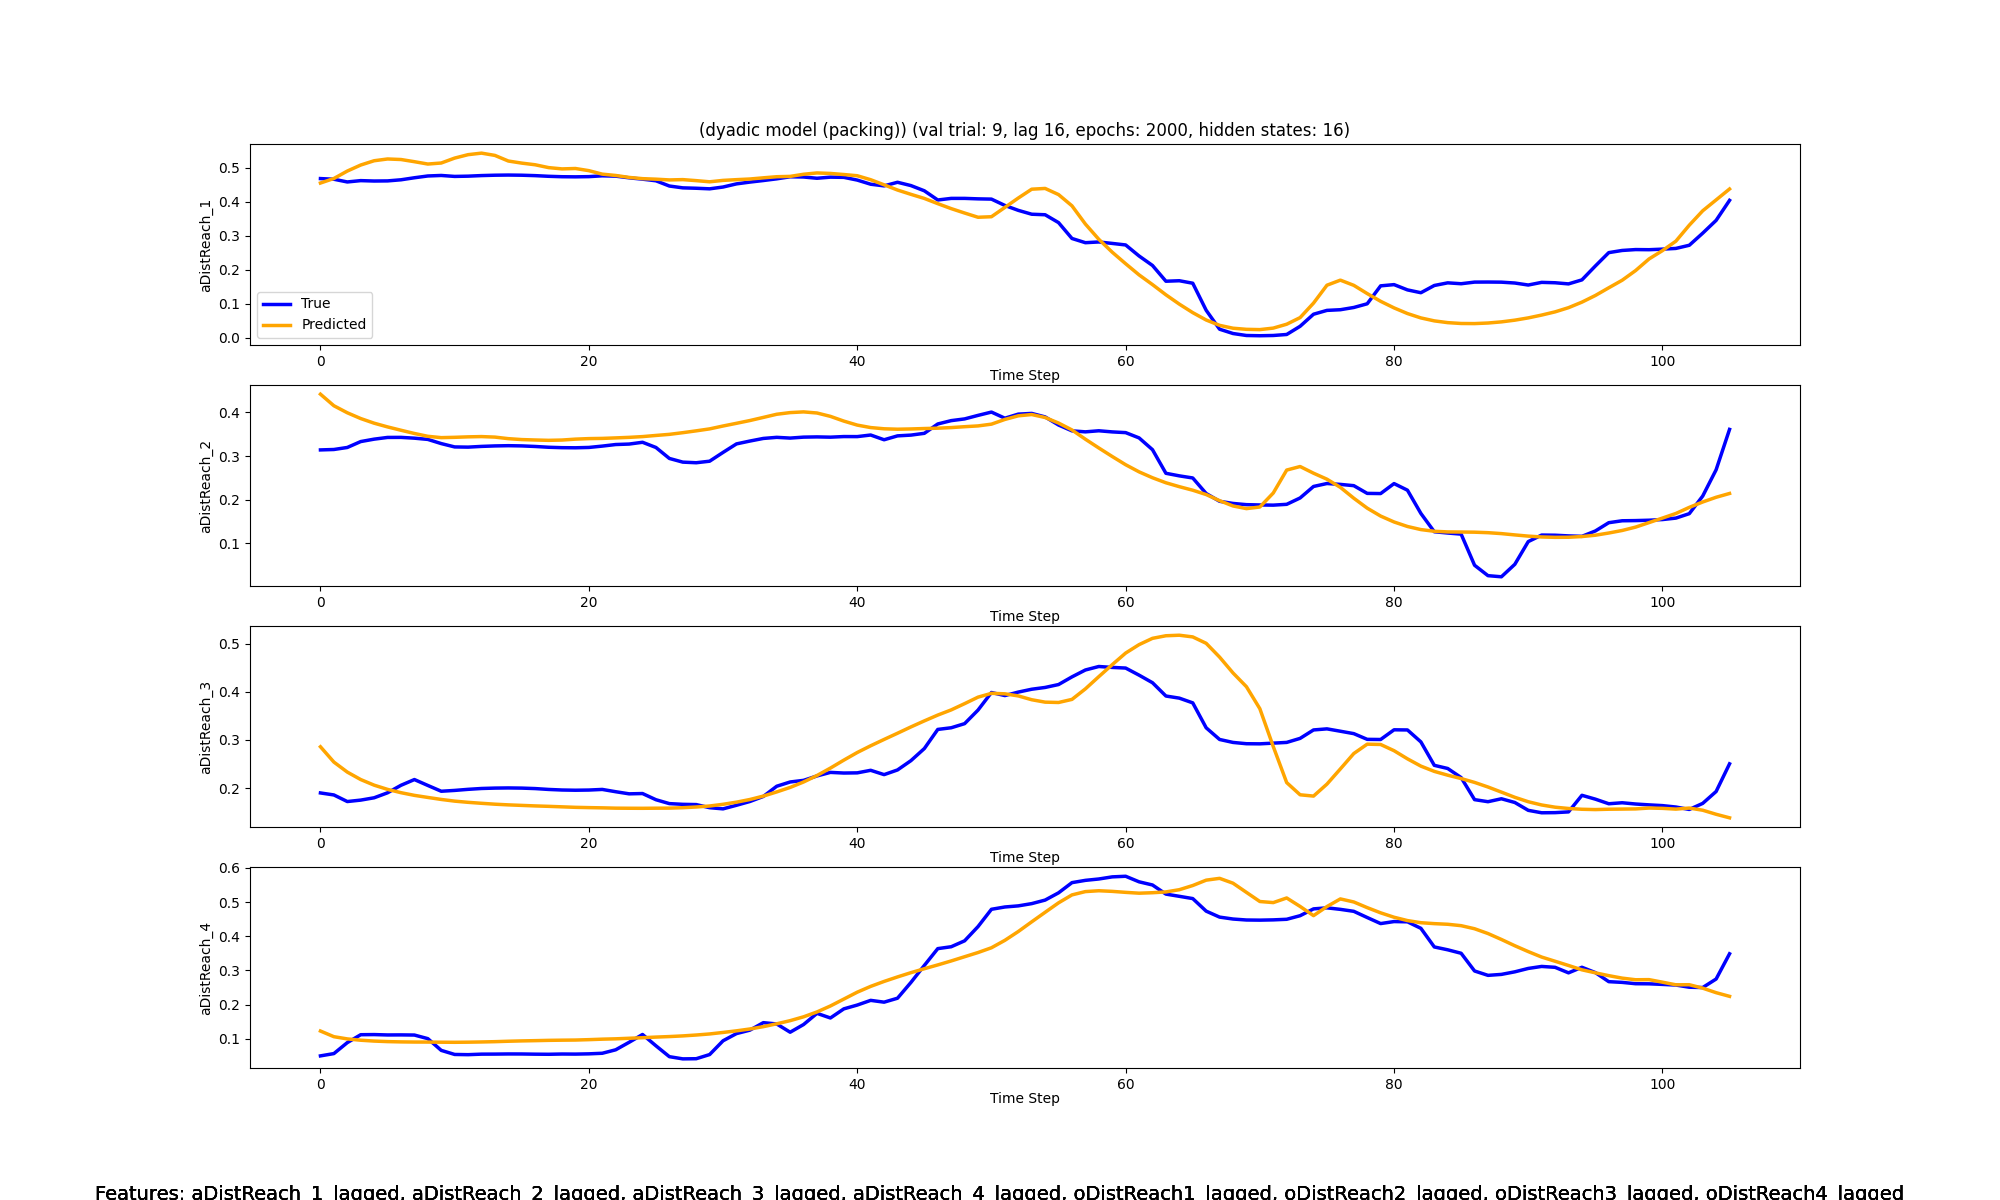 (dyadic model (packing)) (val trial: 9, lag 16, epochs: 2000, hidden states: 16)
aDistReach_1
0.5
0.4
0.3
0.2
0.1
0.0
True
Predicted
0 20 40 60 80 100
Time Step
aDistReach_2
0.4
0.3
0.2
0.1
0 20 40 60 80 100
Time Step
aDistReach_3
0.5
0.4
0.3
0.2
0 20 40 60 80 100
Time Step
aDistReach_4
0.6
0.5
0.4
0.3
0.2
0.1
0 20 40 60 80 100
Time Step
Features: aDistReach_1_lagged, aDistReach_2_lagged, aDistReach_3_lagged, aDistReach_4_lagged, oDistReach1_lagged, oDistReach2_lagged, oDistReach3_lagged, oDistReach4_lagged